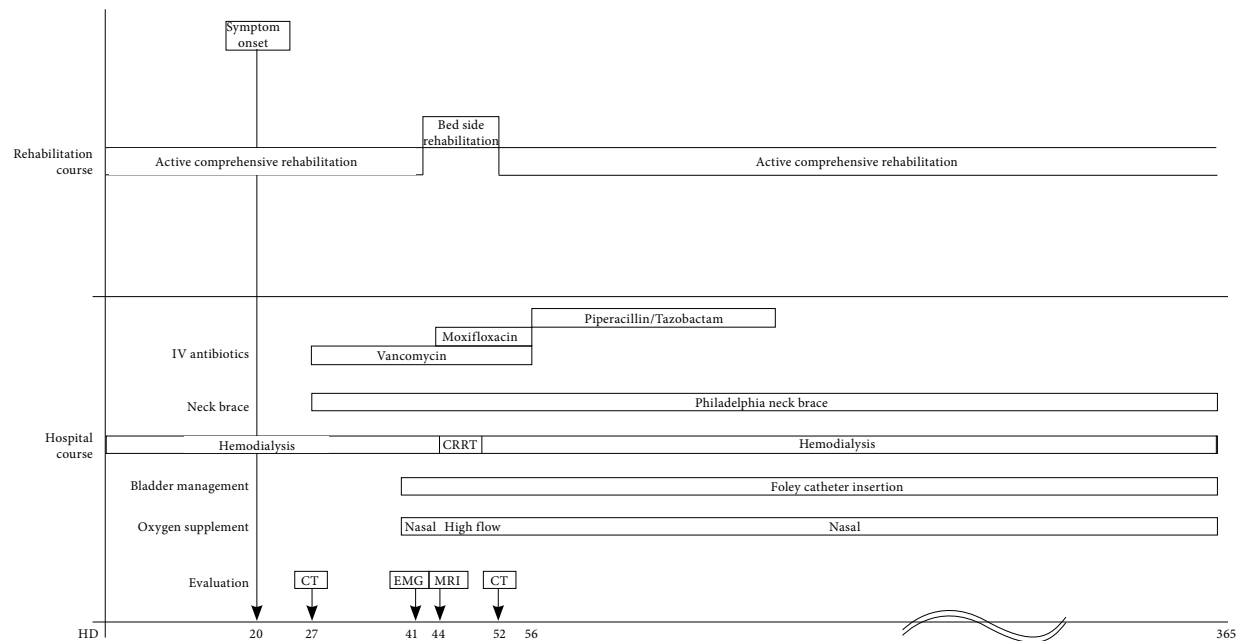 Symptom
onset
Bed side
rehabilitation
Rehabilitation
course
Active comprehensive rehabilitation
Active comprehensive rehabilitation
Piperacillin/Tazobactam
Moxifloxacin
IV antibiotics
Vancomycin
Neck brace
Philadelphia neck brace
Hospital
course
Hemodialysis
CRRT
Hemodialysis
Bladder management
Foley catheter insertion
Oxygen supplement
Nasal
High flow
Nasal
Evaluation
CT
EMG
MRI
CT
HD
20
27
41
44
52
56
365